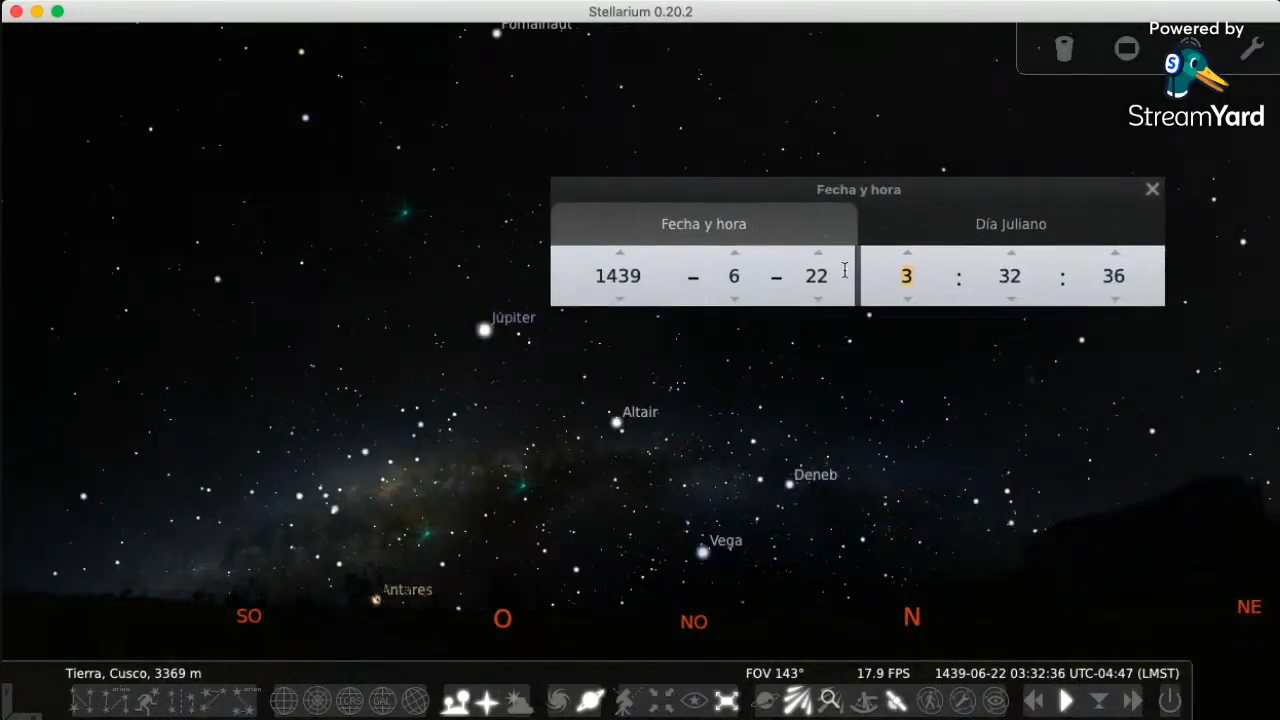 Stellarium 0.20.2
Fomalhaut
Powered by
StreamYard
Fecha y hora
Fecha y hora
Día Juliano
1439 - 6 - 22 3 : 32 : 36
Júpiter
Altair
Deneb
Vega
Antares
SO O NO N NE
Tierra, Cusco, 3369 m FOV 143° 17.9 FPS 1439-06-22 03:32:36 UTC-04:47 (LMST)
ICRS GAL